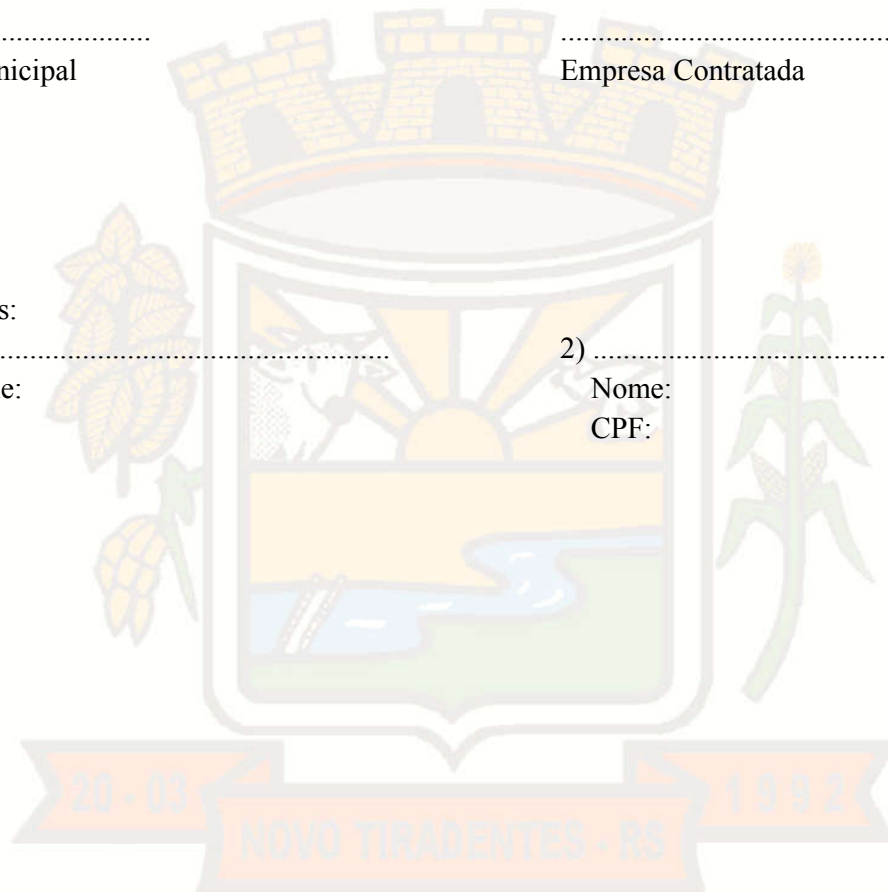 .................... ..........................................
nicipal Empresa Contratada
s:
.................................................... 2) .......................................
e: Nome:
CPF:
20 - 03 1992
NOVO TIRADENTES - RS